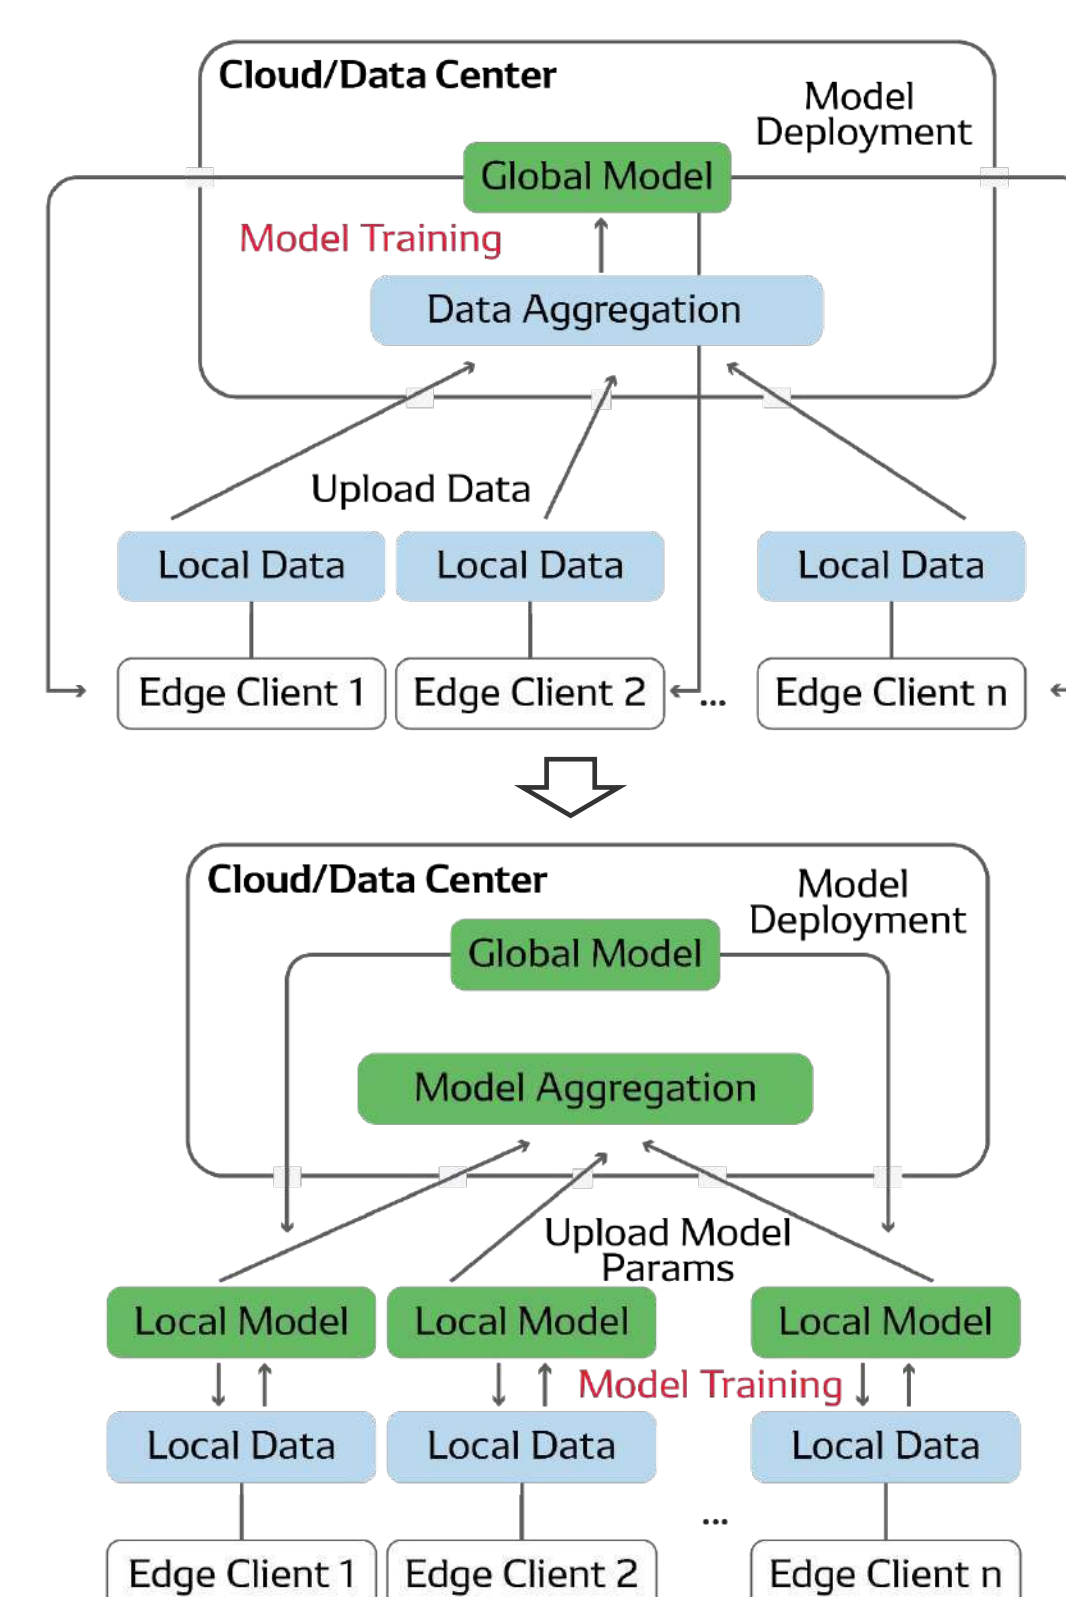 Cloud/Data Center
Model
Deployment
Global Model
Model Training
Data Aggregation
Upload Data
Local Data
Local Data
Local Data
Edge Client 1
Edge Client 2
...
Edge Client n
Cloud/Data Center
Model
Deployment
Global Model
Model Aggregation
Upload Model
Params
Local Model
Local Model
Local Model
Model Training
Local Data
Local Data
Local Data
...
Edge Client 1
Edge Client 2
Edge Client n